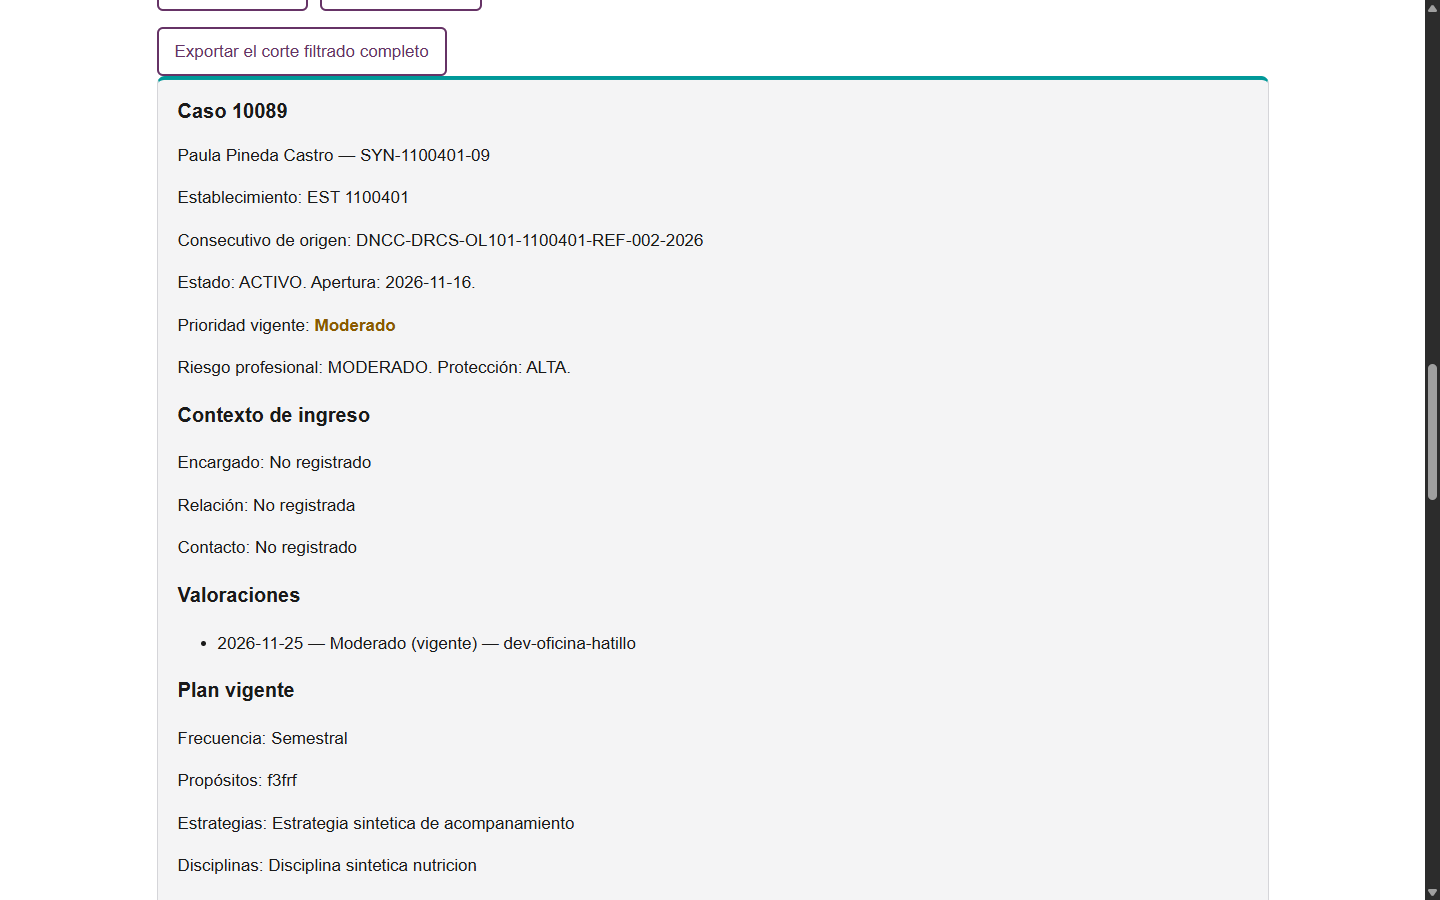 Exportar el corte filtrado completo
Caso 10089
Paula Pineda Castro — SYN-1100401-09
Establecimiento: EST 1100401
Consecutivo de origen: DNCC-DRCS-OL101-1100401-REF-002-2026
Estado: ACTIVO. Apertura: 2026-11-16.
Prioridad vigente: Moderado
Riesgo profesional: MODERADO. Protección: ALTA.
Contexto de ingreso
Encargado: No registrado
Relación: No registrada
Contacto: No registrado
Valoraciones
• 2026-11-25 — Moderado (vigente) — dev-oficina-hatillo
Plan vigente
Frecuencia: Semestral
Propósitos: f3frf
Estrategias: Estrategia sintetica de acompanamiento
Disciplinas: Disciplina sintetica nutricion